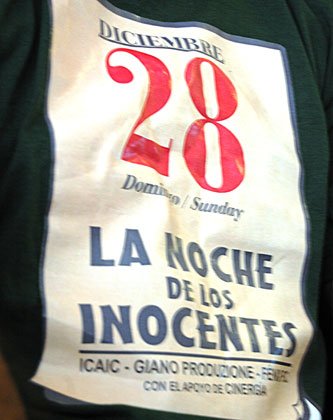 DICIEMBRE
28
Domingo / Sunday
LA NOCHE
DE LOS
INOCENTES
ICAIC - GIANO PRODUZIONE -
CON EL APOYO DE CINERGIA